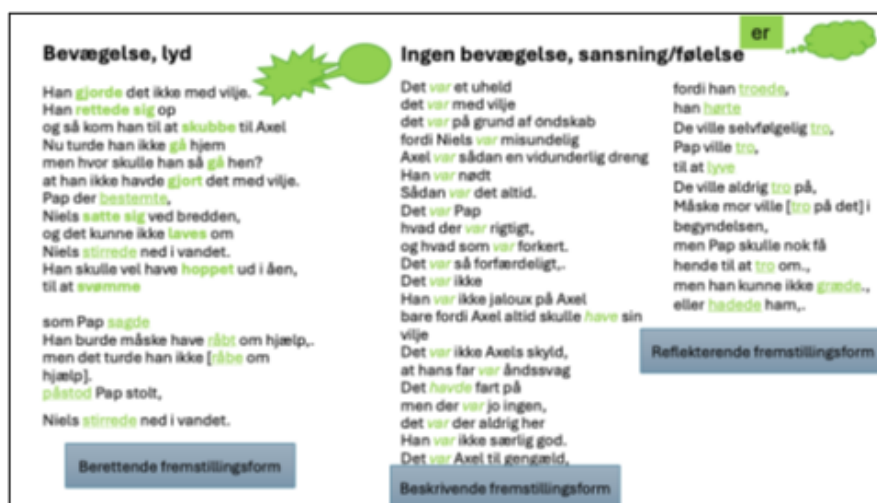 er
Bevægelse, lyd
Han gjorde det ikke med vilje.
Han rettede sig op
og så kom han til at skubbe til Axel
Nu turde han ikke gå hjem
men hvor skulle han så gå hen?
at han ikke havde gjort det med vilje.
Pap der bestemte,
Niels satte sig ved bredden,
og det kunne ikke laves om
Niels stirrede ned i vandet.
Han skulle vel have hoppet ud i åen,
til at svømme
som Pap sagde
Han burde måske have råbt om hjælp,.
men det turde han ikke [råbe om
hjælp].
påstod Pap stolt,
Niels stirrede ned i vandet.
Berettende fremstillingsform
Ingen bevægelse, sansning/følelse
Det var et uheld
det var med vilje
det var på grund af ondskab
fordi Niels var misundelig
Axel var sådan en vidunderlig dreng
Han var nødt
Sådan var det altid.
Det var Pap
hvad der var rigtigt,
og hvad som var forkert.
Det var så forfærdeligt,.
Det var ikke
Han var ikke jaloux på Axel
bare fordi Axel altid skulle have sin
vilje
Det var ikke Axels skyld,
at hans far var åndssvag
Det havde fart på
men der var jo ingen,
det var der aldrig her
Han var ikke særlig god.
Det var Axel til gengæld,
Beskrivende fremstillingsform
fordi han troede,
han hørte
De ville selvfølgelig tro,
Pap ville tro,
til at lyve
De ville aldrig tro på,
Måske mor ville [tro på det] i
begyndelsen,
men Pap skulle nok få
hende til at tro om.,
men han kunne ikke græde.,
eller hadede ham,.
Reflekterende fremstillingsform